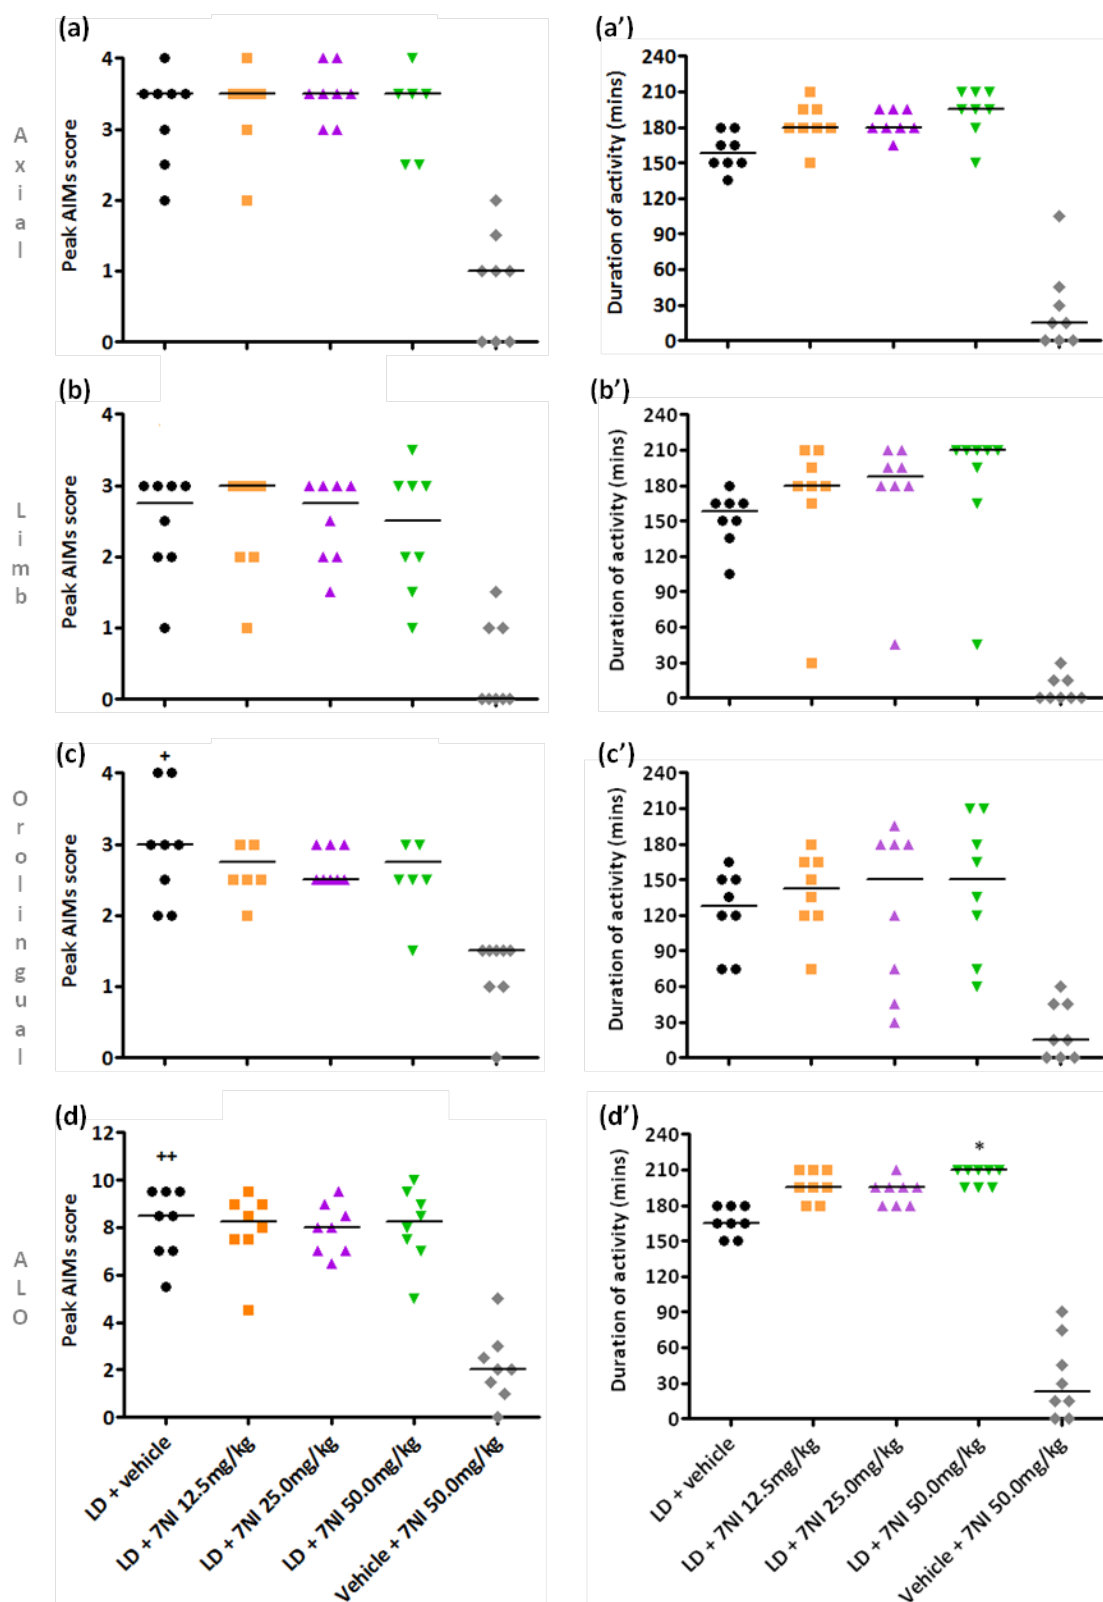 (a)
Axial
Peak AIMs score
4
3
2
1
0
(a')
Duration of activity (mins)
240
210
180
150
120
90
60
30
0
(b)
Limb
Peak AIMs score
4
3
2
1
0
(b')
Duration of activity (mins)
240
210
180
150
120
90
60
30
0
(c)
Orolingual
Peak AIMs score
+
4
3
2
1
0
(c')
Duration of activity (mins)
240
210
180
150
120
90
60
30
0
(d)
ALO
Peak AIMs score
++
12
10
8
6
4
2
0
LD + vehicle
LD + 7NI 12.5mg/kg
LD + 7NI 25.0mg/kg
LD + 7NI 50.0mg/kg
Vehicle + 7NI 50.0mg/kg
(d')
Duration of activity (mins)
*
240
210
180
150
120
90
60
30
0
LD + vehicle
LD + 7NI 12.5mg/kg
LD + 7NI 25.0mg/kg
LD + 7NI 50.0mg/kg
Vehicle + 7NI 50.0mg/kg